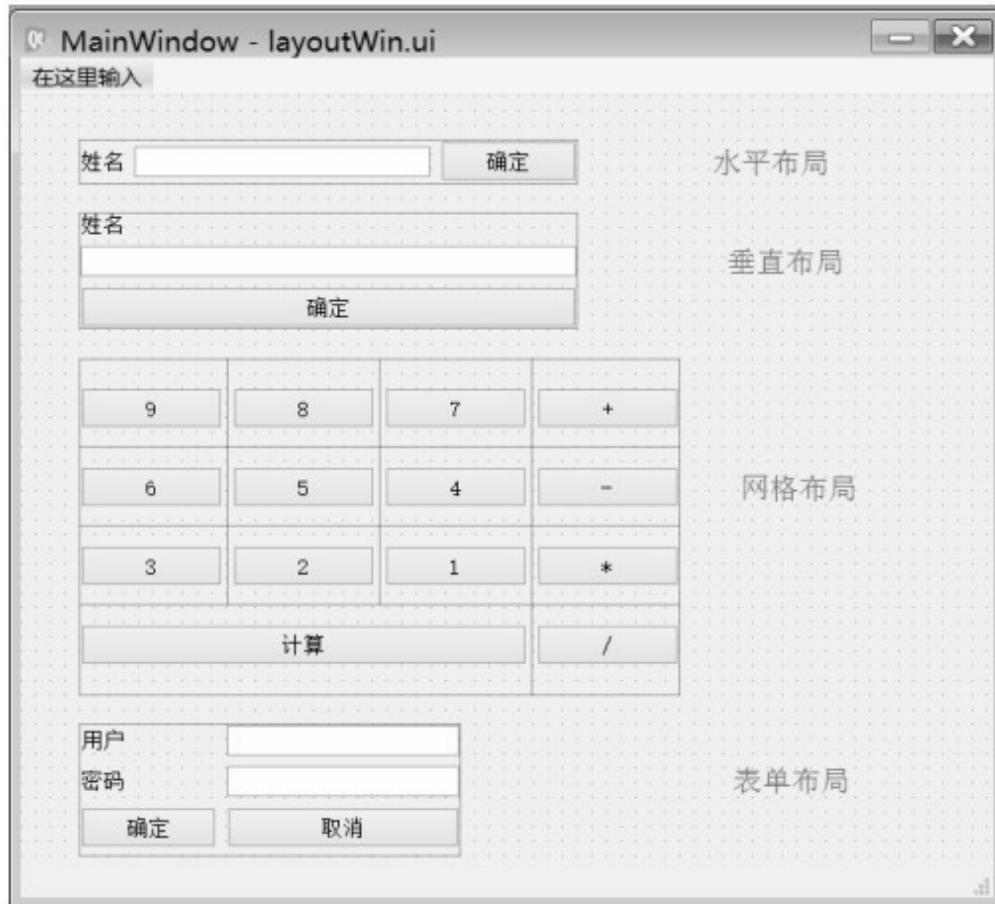 MainWindow - layoutWin.ui
在这里输入
姓名 确定 水平布局
姓名
垂直布局
确定
9 8 7 +
6 5 4 - 网格布局
3 2 1 *
计算 /
用户
密码 表单布局
确定 取消